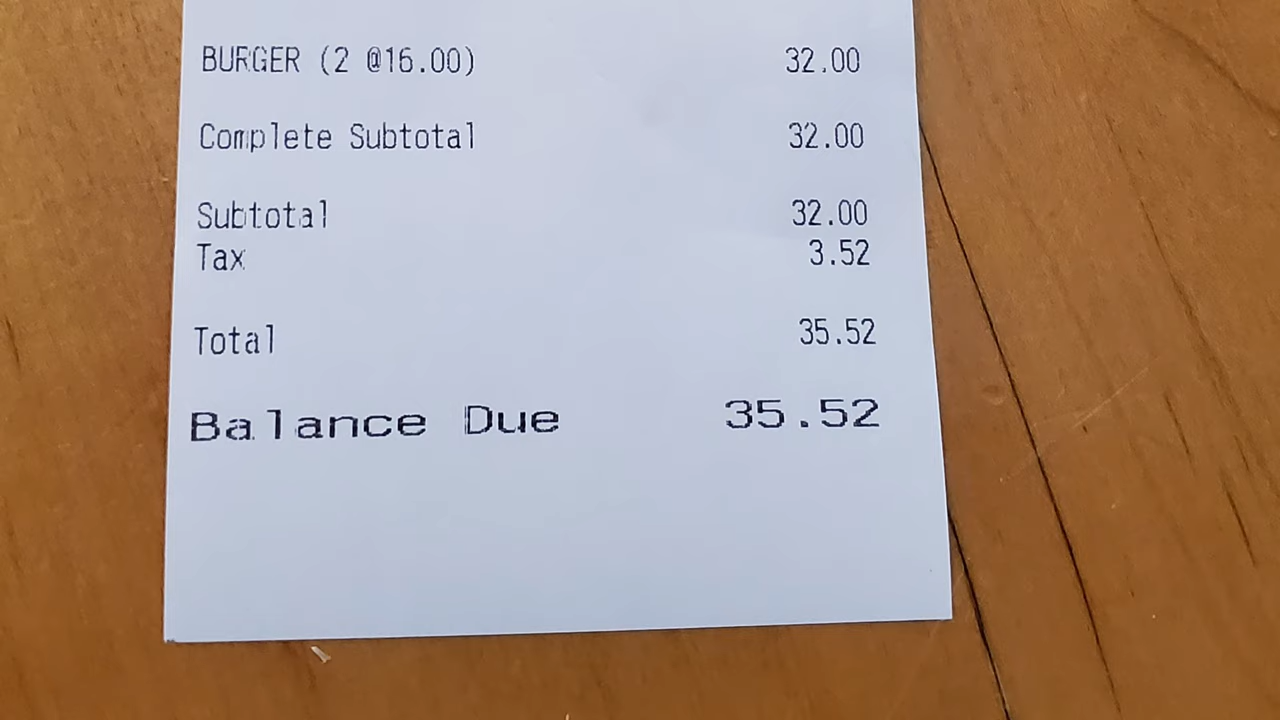 BURGER (2 @16.00) 32.00
Complete Subtotal 32.00
Subtotal 32.00
Tax 3.52
Total 35.52
Balance Due 35.52